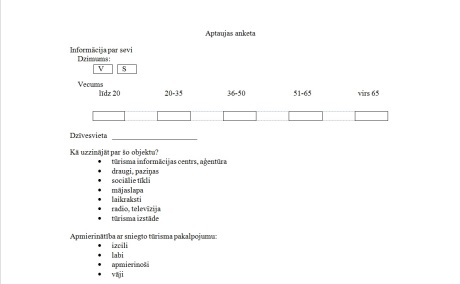 Aptaujas anketa
Informācija par sevi
Dzimums:
V S
Vecums
līdz 20 20-35 36-50 51-65 virs 65
Dzīvesvieta ____________________
Kā uzzinājāt par šo objektu?
• tūrisma informācijas centrs, aģentūra
• draugi, paziņas
• sociālie tīkli
• mājaslapa
• laikraksti
• radio, televīzija
• tūrisma izstāde
Apmierinātība ar sniegto tūrisma pakalpojumu:
• izcili
• labi
• apmierinoši
• vāji